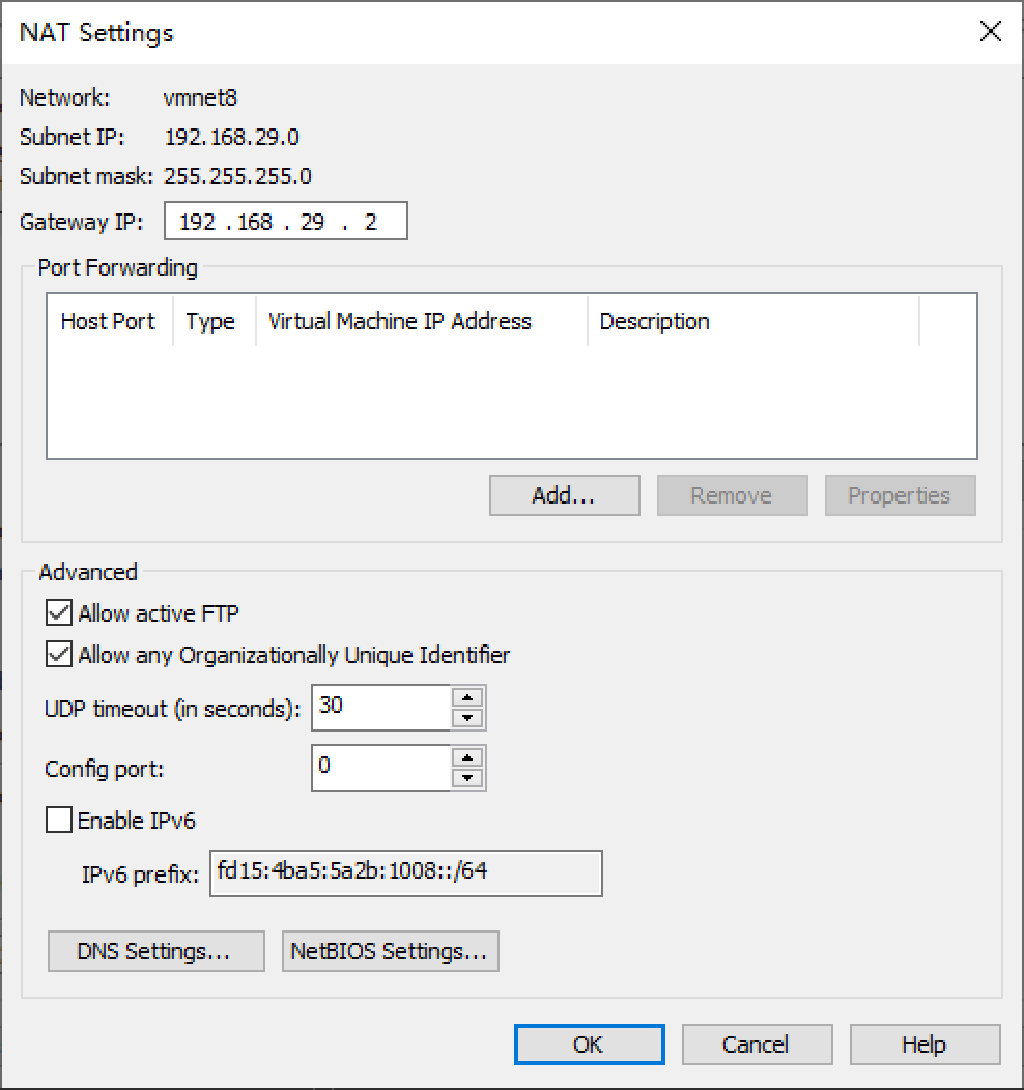 NAT Settings
Network: vmnet8
Subnet IP: 192.168.29.0
Subnet mask: 255.255.255.0
Gateway IP: 192 . 168 . 29 . 2
Port Forwarding
Host Port Type Virtual Machine IP Address Description
Add... Remove Properties
Advanced
Allow active FTP
Allow any Organizationally Unique Identifier
UDP timeout (in seconds): 30
Config port: 0
Enable IPv6
IPv6 prefix: fd15:4ba5:5a2b:1008::/64
DNS Settings... NetBIOS Settings...
OK Cancel Help